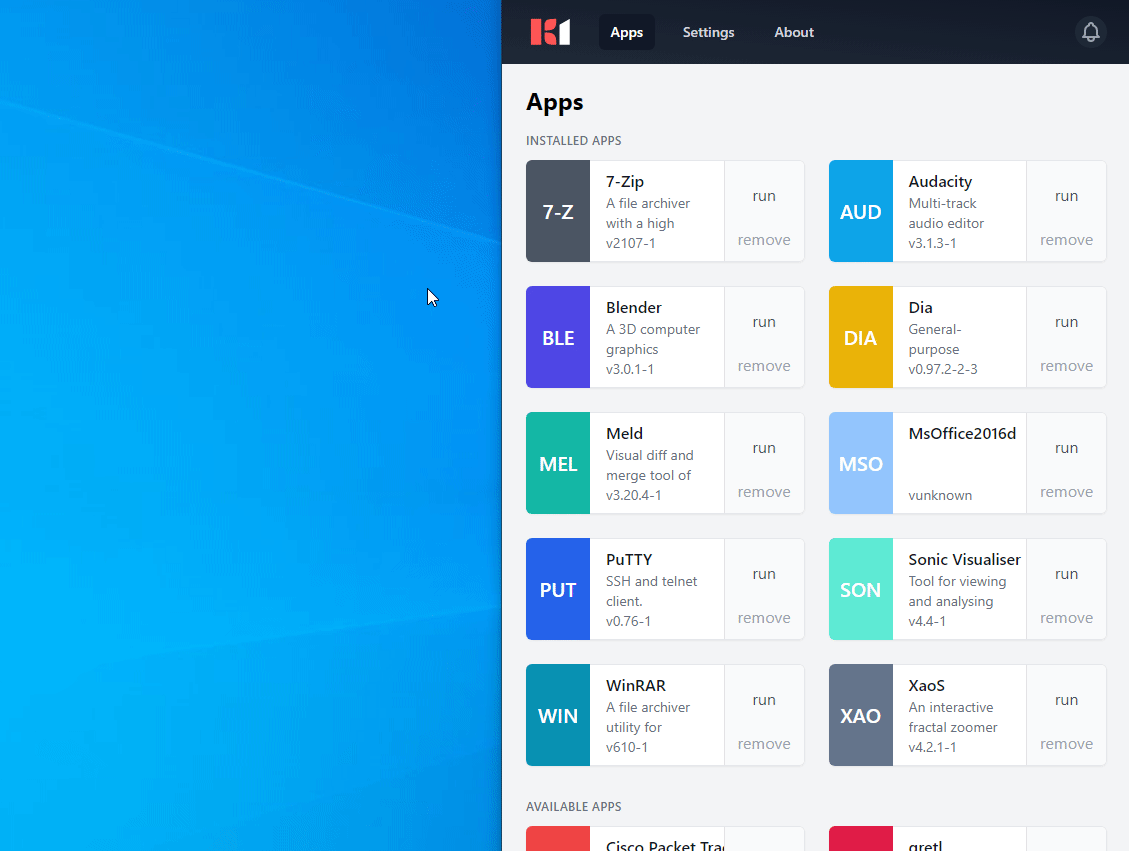 K1
Apps
Settings
About
Apps
INSTALLED APPS
7-Z
7-Zip
A file archiver
with a high
v2107-1
run
remove
AUD
Audacity
Multi-track
audio editor
v3.1.3-1
run
remove
BLE
Blender
A 3D computer
graphics
v3.0.1-1
run
remove
DIA
Dia
General-
purpose
v0.97.2-2-3
run
remove
MEL
Meld
Visual diff and
merge tool of
v3.20.4-1
run
remove
MSO
MsOffice2016d
vunknown
run
remove
PUT
PuTTY
SSH and telnet
client.
v0.76-1
run
remove
SON
Sonic Visualiser
Tool for viewing
and analysing
v4.4-1
run
remove
WIN
WinRAR
A file archiver
utility for
v610-1
run
remove
XAO
XaoS
An interactive
fractal zoomer
v4.2.1-1
run
remove
AVAILABLE APPS
Cisco Packet Tra
gretl